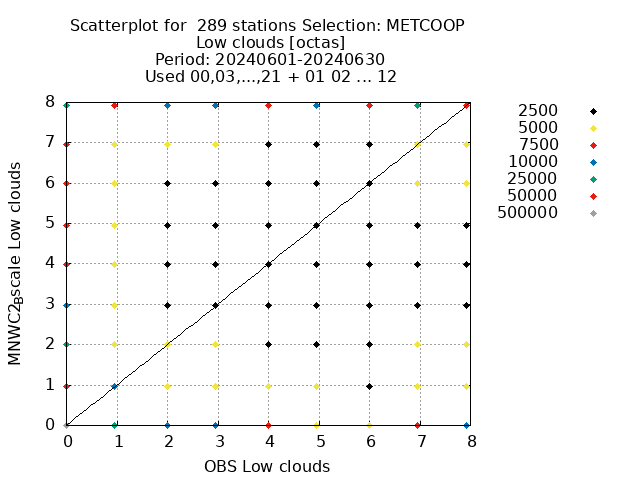 Scatterplot for  289 stations Selection: METCOOP
Low clouds [octas]
Period: 20240601-20240630
Used 00,03,...,21 + 01 02 ... 12
8
7
6
5
4
3
2
1
0
MNWC2Bscale Low clouds
0 1 2 3 4 5 6 7 8
OBS Low clouds
2500
5000
7500
10000
25000
50000
500000